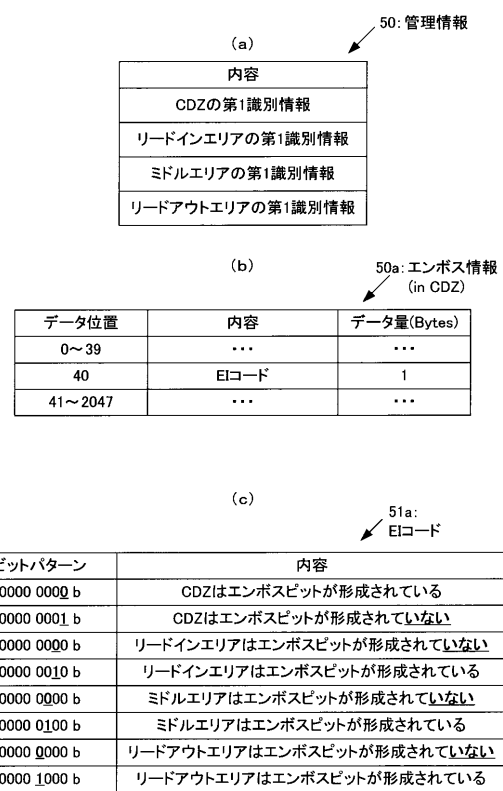 50:管理情報
(a)
内容
CDZの第1識別情報
リードインエリアの第1識別情報
ミドルエリアの第1識別情報
リードアウトエリアの第1識別情報
(b)
50a:エンボス情報
(in CDZ)
データ位置 内容 データ量(Bytes)
0～39 ・・・ ・・・
40 EIコード 1
41～2047 ・・・ ・・・
(c)
51a:
EIコード
ビットパターン 内容
0000 0000 b CDZはエンボスピットが形成されている
0000 0001 b CDZはエンボスピットが形成されていない
0000 0000 b リードインエリアはエンボスピットが形成されていない
0000 0010 b リードインエリアはエンボスピットが形成されている
0000 0000 b ミドルエリアはエンボスピットが形成されていない
0000 0100 b ミドルエリアはエンボスピットが形成されている
0000 0000 b リードアウトエリアはエンボスピットが形成されていない
0000 1000 b リードアウトエリアはエンボスピットが形成されている